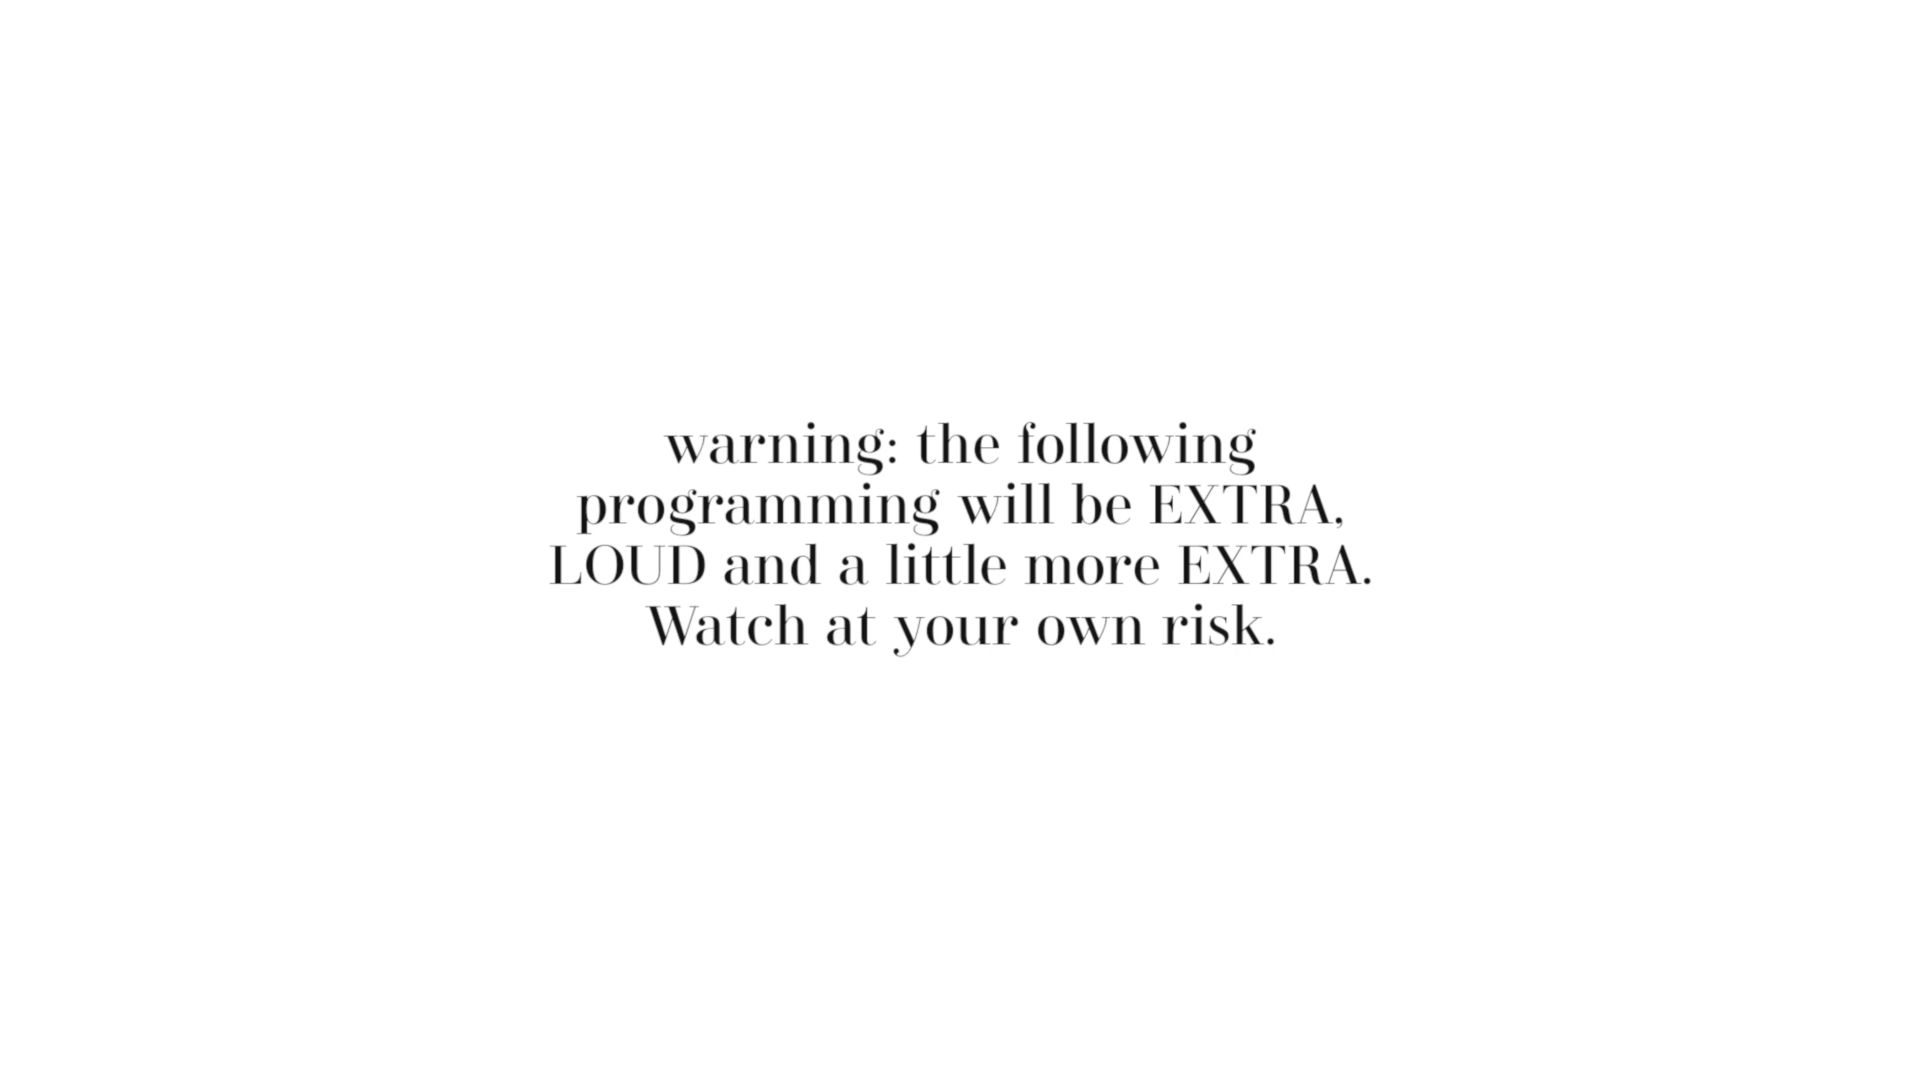 warning: the following
programming will be EXTRA,
LOUD and a little more EXTRA.
Watch at your own risk.